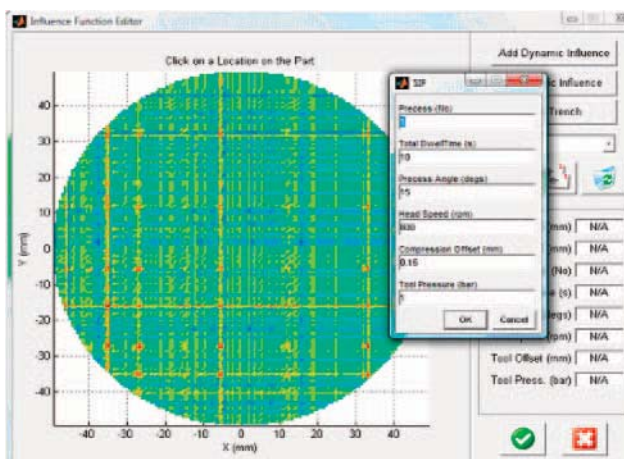 Influence Function Editor
Click on a Location on the Part
Add Dynamic Influence
ic Influence
Trench
SIF
Precess (No)
Total DwellTime (s)
10
Precess Angle (degs)
15
Head Speed (rpm)
800
Compression Offset (mm)
0.15
Tool Pressure (bar)
1
OK
Cancel
(mm) N/A
(mm) N/A
(No) N/A
e (s) N/A
degs) N/A
rpm) N/A
Tool Offset (mm) N/A
Tool Press. (bar) N/A
Y (mm)
40
30
20
10
0
-10
-20
-30
-40
-40 -30 -20 -10 0 10 20 30 40
X (mm)